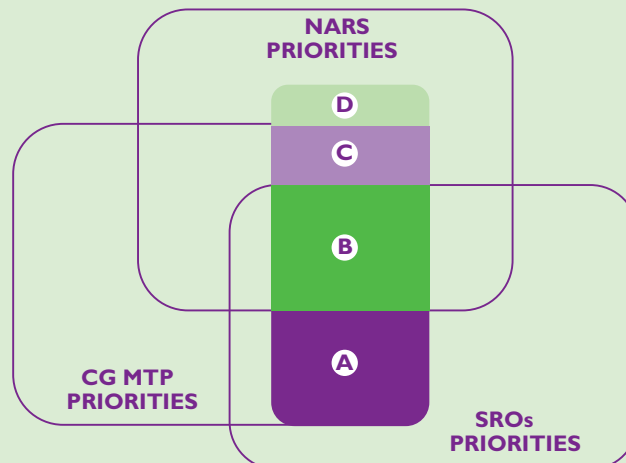 NARS
PRIORITIES
D
C
B
A
CG MTP
PRIORITIES
SROs
PRIORITIES